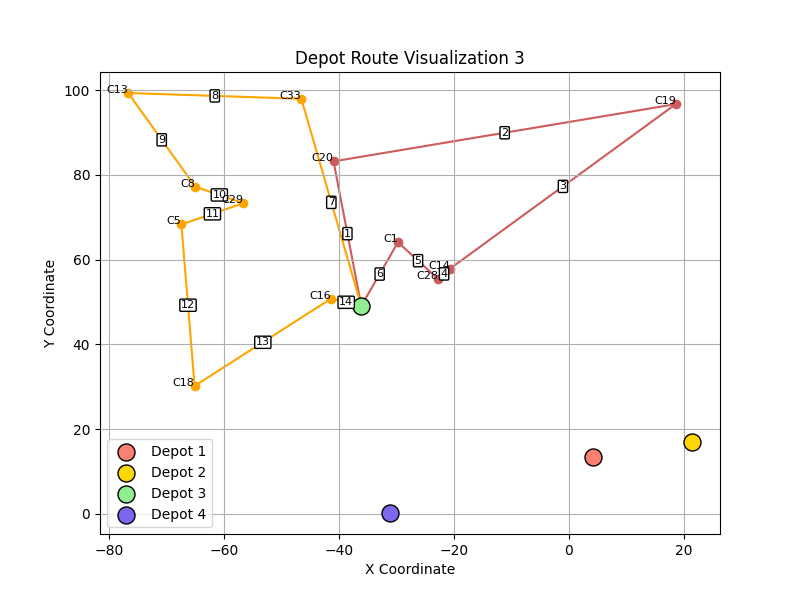 Depot Route Visualization 3
Y Coordinate
100
80
60
40
20
0
C13
8
C33
C19
9
2
C20
C8
10
C29
3
7
11
C5
1
C1
5
C14
6
C28
4
12
C16
14
13
C18
Depot 1
Depot 2
Depot 3
Depot 4
−80
−60
−40
−20
0
20
X Coordinate